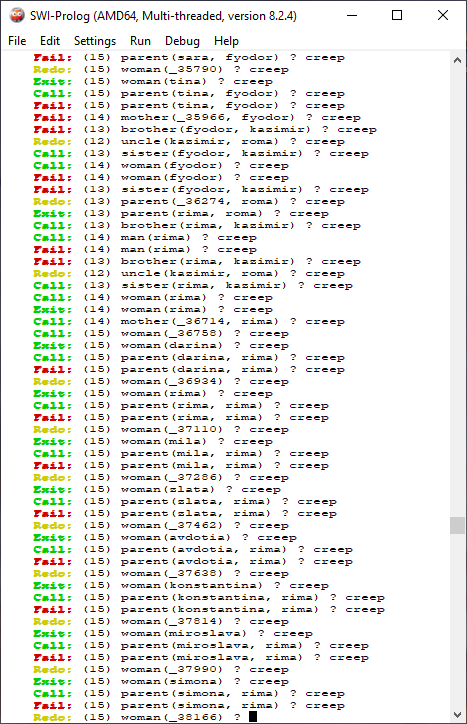 SWI-Prolog (AMD64, Multi-threaded, version 8.2.4)
File Edit Settings Run Debug Help
Fail: (15) parent(sara, fyodor) ? creep
Redo: (15) woman(_35790) ? creep
Exit: (15) woman(tina) ? creep
Call: (15) parent(tina, fyodor) ? creep
Fail: (15) parent(tina, fyodor) ? creep
Fail: (14) mother(_35966, fyodor) ? creep
Fail: (13) brother(fyodor, kazimir) ? creep
Redo: (12) uncle(kazimir, roma) ? creep
Call: (13) sister(fyodor, kazimir) ? creep
Call: (14) woman(fyodor) ? creep
Fail: (14) woman(fyodor) ? creep
Fail: (13) sister(fyodor, kazimir) ? creep
Redo: (13) parent(_36274, roma) ? creep
Exit: (13) parent(rima, roma) ? creep
Call: (13) brother(rima, kazimir) ? creep
Call: (14) man(rima) ? creep
Fail: (14) man(rima) ? creep
Fail: (13) brother(rima, kazimir) ? creep
Redo: (12) uncle(kazimir, roma) ? creep
Call: (13) sister(rima, kazimir) ? creep
Call: (14) woman(rima) ? creep
Exit: (14) woman(rima) ? creep
Call: (14) mother(_36714, rima) ? creep
Call: (15) woman(_36758) ? creep
Exit: (15) woman(darina) ? creep
Call: (15) parent(darina, rima) ? creep
Fail: (15) parent(darina, rima) ? creep
Redo: (15) woman(_36934) ? creep
Exit: (15) woman(rima) ? creep
Call: (15) parent(rima, rima) ? creep
Fail: (15) parent(rima, rima) ? creep
Redo: (15) woman(_37110) ? creep
Exit: (15) woman(mila) ? creep
Call: (15) parent(mila, rima) ? creep
Fail: (15) parent(mila, rima) ? creep
Redo: (15) woman(_37286) ? creep
Exit: (15) woman(zlata) ? creep
Call: (15) parent(zlata, rima) ? creep
Fail: (15) parent(zlata, rima) ? creep
Redo: (15) woman(_37462) ? creep
Exit: (15) woman(avdotia) ? creep
Call: (15) parent(avdotia, rima) ? creep
Fail: (15) parent(avdotia, rima) ? creep
Redo: (15) woman(_37638) ? creep
Exit: (15) woman(konstantina) ? creep
Call: (15) parent(konstantina, rima) ? creep
Fail: (15) parent(konstantina, rima) ? creep
Redo: (15) woman(_37814) ? creep
Exit: (15) woman(miroslava) ? creep
Call: (15) parent(miroslava, rima) ? creep
Fail: (15) parent(miroslava, rima) ? creep
Redo: (15) woman(_37990) ? creep
Exit: (15) woman(simona) ? creep
Call: (15) parent(simona, rima) ? creep
Fail: (15) parent(simona, rima) ? creep
Redo: (15) woman(_38166) ?